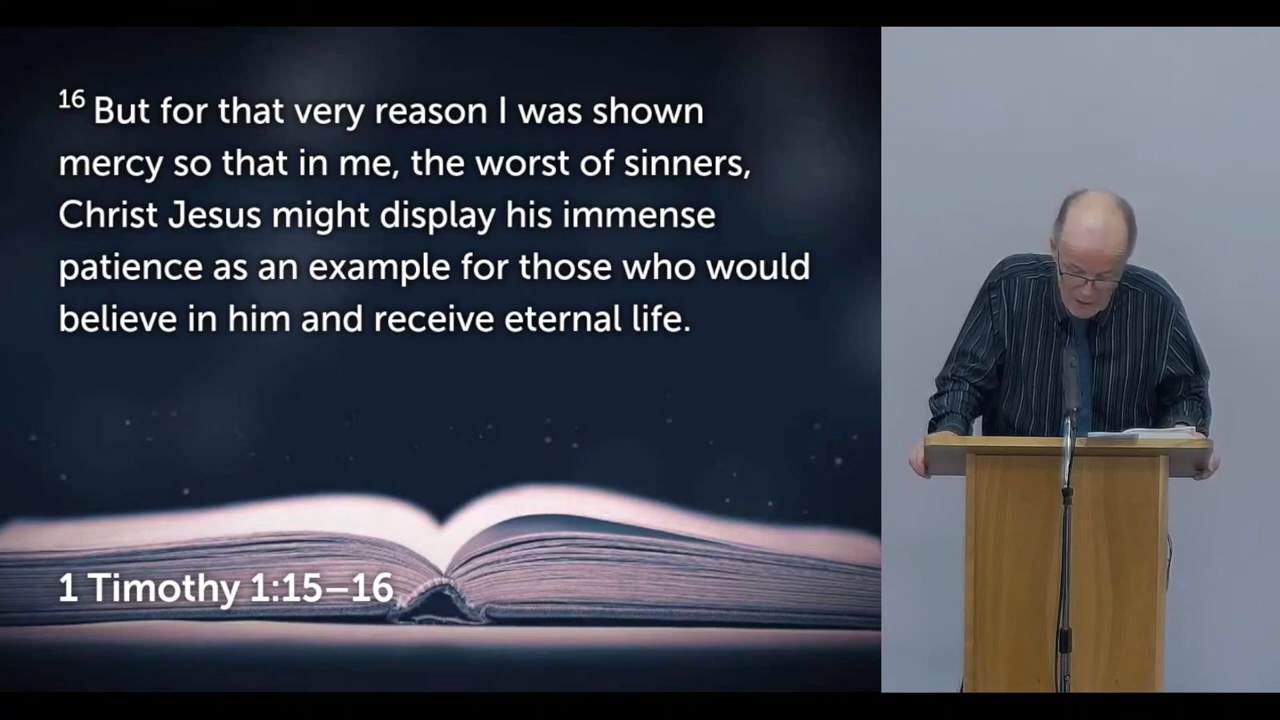 16 But for that very reason I was shown
mercy so that in me, the worst of sinners,
Christ Jesus might display his immense
patience as an example for those who would
believe in him and receive eternal life.
1 Timothy 1:15–16